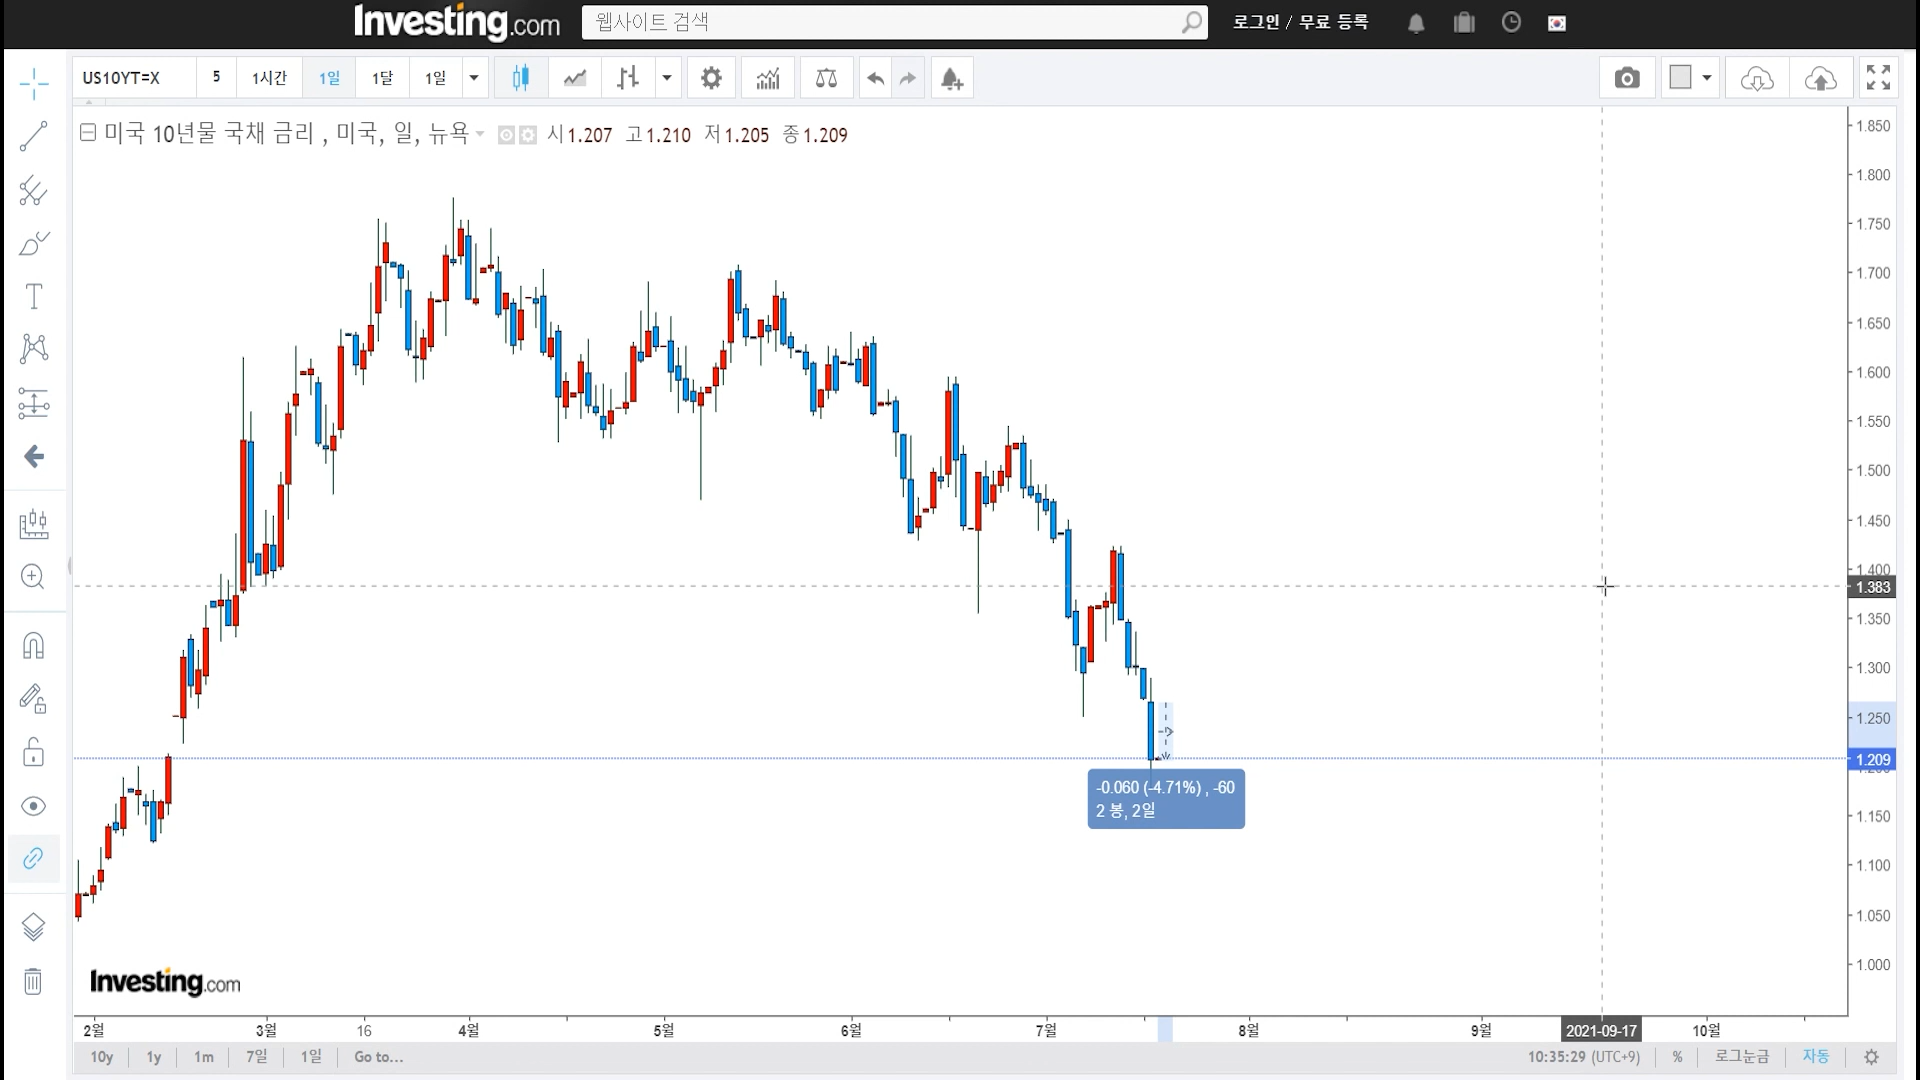 Investing.com 웹사이트 검색 로그인 / 무료 등록
US10YT=X 5 1시간 1일 1달 1일
미국 10년물 국채 금리 , 미국, 일, 뉴욕 시1.207 고1.210 저1.205 종1.209
1.850
1.800
1.750
1.700
1.650
1.600
1.550
1.500
1.450
1.400
1.383
1.350
1.300
1.250
1.209
-0.060 (-4.71%) , -60
2 봉, 2일
1.150
1.100
1.050
1.000
Investing.com
2월 3월 16 4월 5월 6월 7월 8월 9월 2021-09-17 10월
10y 1y 1m 7일 1일 Go to... 10:35:29 (UTC+9) % 로그눈금 자동